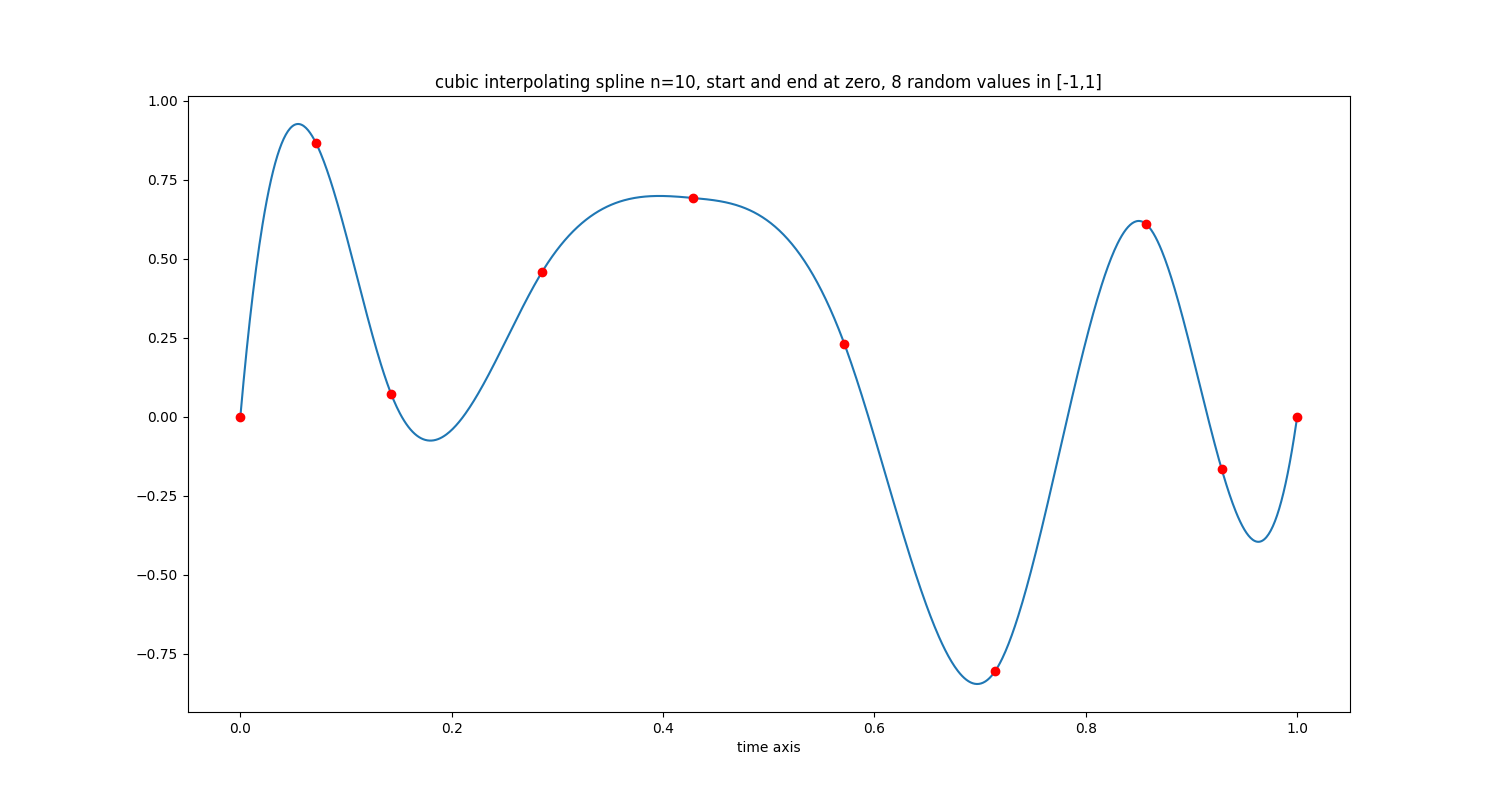 cubic interpolating spline n=10, start and end at zero, 8 random values in [-1,1]
1.00
0.75
0.50
0.25
0.00
−0.25
−0.50
−0.75
0.0 0.2 0.4 0.6 0.8 1.0
time axis